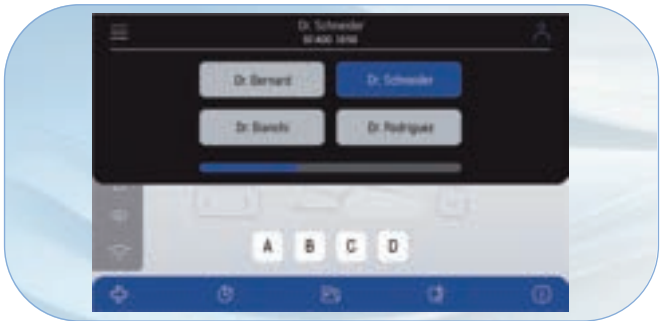 Dr. Schneider
Dr. Bernard
Dr. Schneider
Dr. Bianchi
Dr. Rodriguez
A B C D